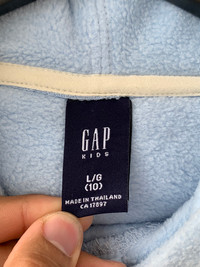 GAP
KIDS
L/G
(10)
MADE IN THAILAND
CA 17897